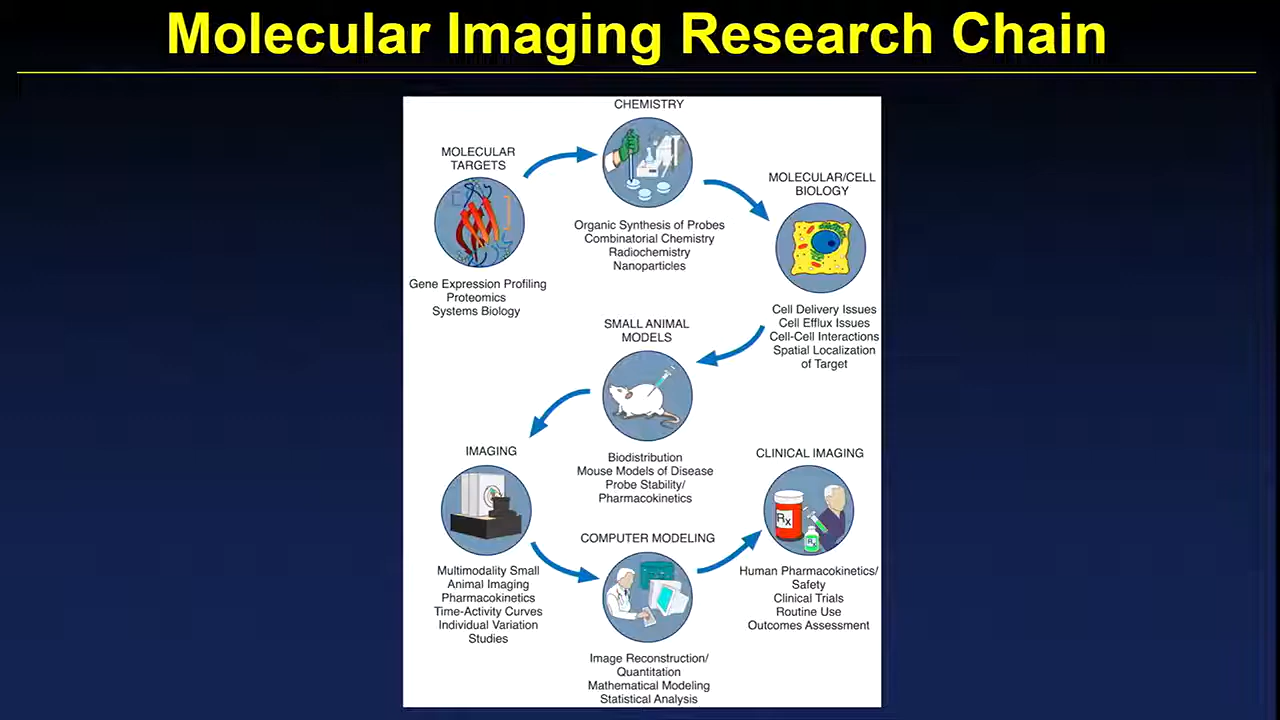 Molecular Imaging Research Chain
MOLECULAR
TARGETS
Gene Expression Profiling
Proteomics
Systems Biology
CHEMISTRY
Organic Synthesis of Probes
Combinatorial Chemistry
Radiochemistry
Nanoparticles
MOLECULAR/CELL
BIOLOGY
Cell Delivery Issues
Cell Efflux Issues
Cell-Cell Interactions
Spatial Localization
of Target
SMALL ANIMAL
MODELS
Biodistribution
Mouse Models of Disease
Probe Stability/
Pharmacokinetics
IMAGING
Multimodality Small
Animal Imaging
Pharmacokinetics
Time-Activity Curves
Individual Variation
Studies
COMPUTER MODELING
Image Reconstruction/
Quantitation
Mathematical Modeling
Statistical Analysis
CLINICAL IMAGING
Rx
Rx
Human Pharmacokinetics/
Safety
Clinical Trials
Routine Use
Outcomes Assessment